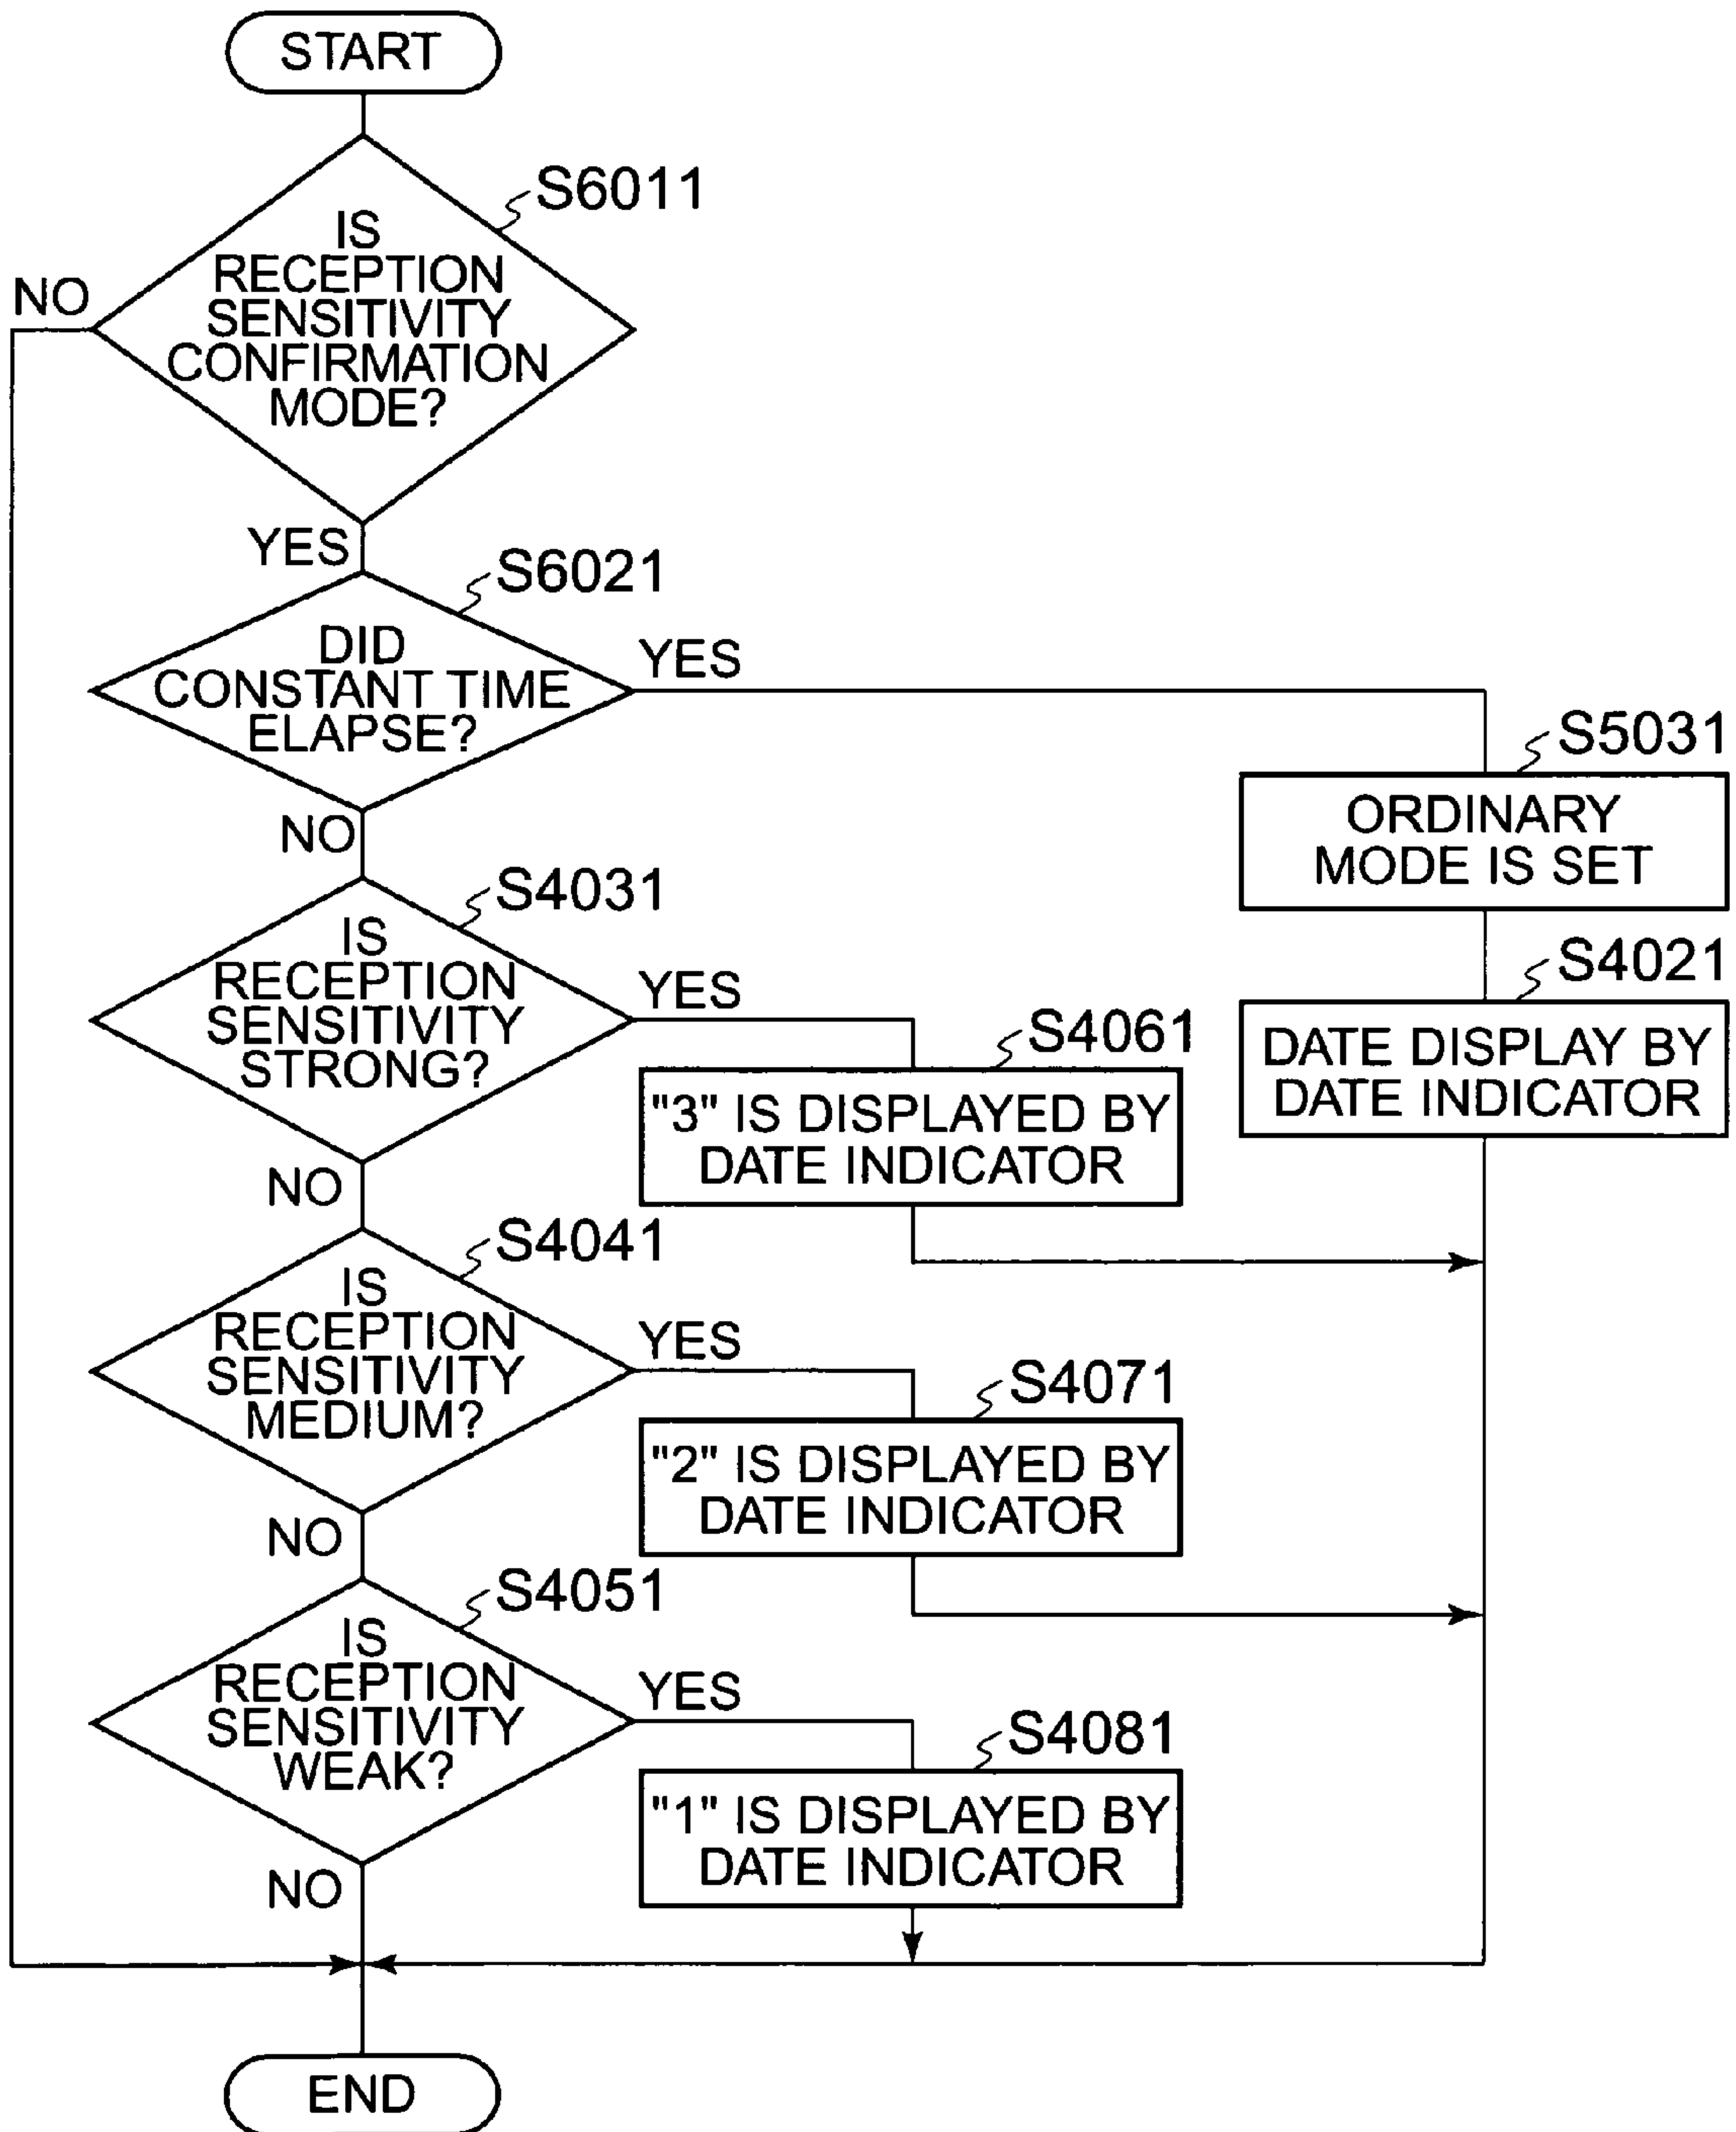 START
S6011
IS
RECEPTION
SENSITIVITY
CONFIRMATION
MODE?
NO
YES
S6021
DID
CONSTANT TIME
ELAPSE?
YES
NO
S5031
ORDINARY
MODE IS SET
S4031
IS
RECEPTION
SENSITIVITY
STRONG?
YES
NO
S4021
DATE DISPLAY BY
DATE INDICATOR
S4061
"3" IS DISPLAYED BY
DATE INDICATOR
S4041
IS
RECEPTION
SENSITIVITY
MEDIUM?
YES
NO
S4071
"2" IS DISPLAYED BY
DATE INDICATOR
S4051
IS
RECEPTION
SENSITIVITY
WEAK?
YES
NO
S4081
"1" IS DISPLAYED BY
DATE INDICATOR
END